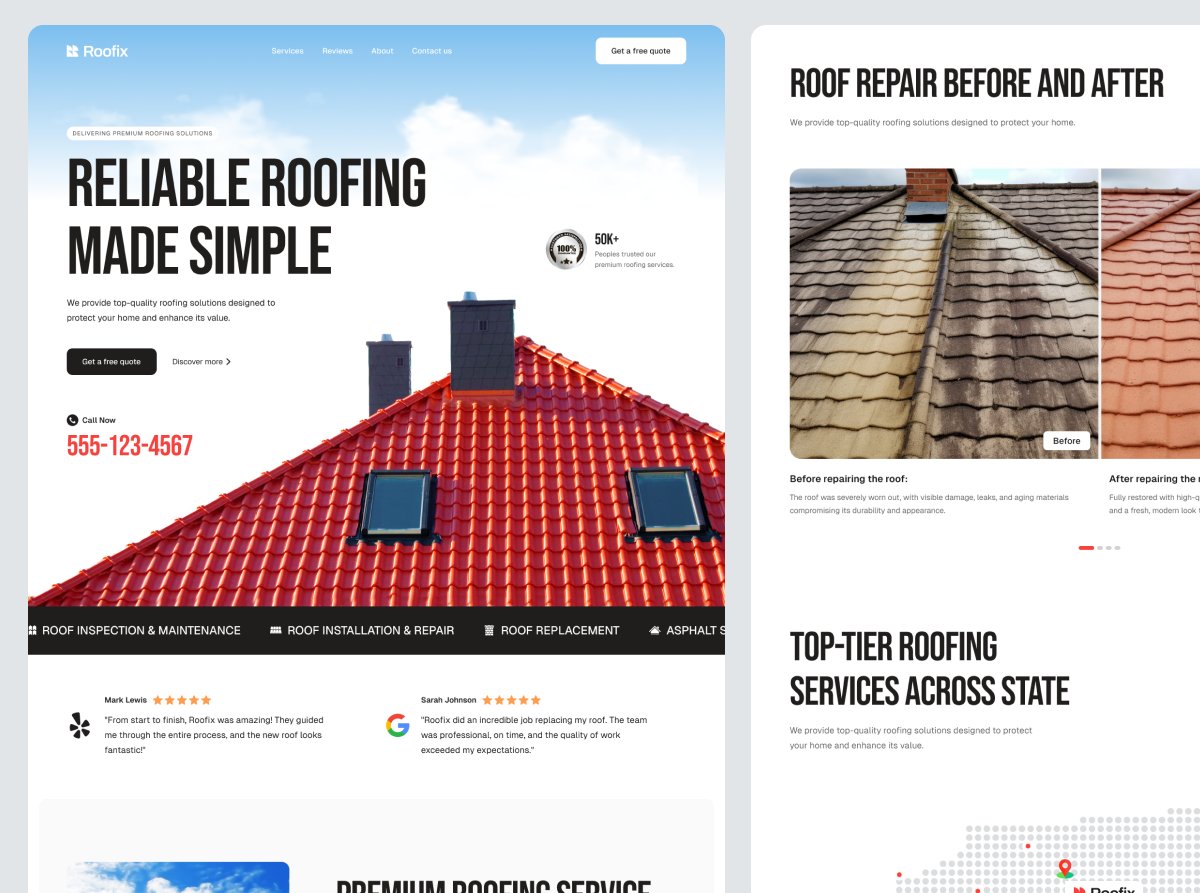 Roofix
Services
Reviews
About
Contact us
Get a free quote
DELIVERING PREMIUM ROOFING SOLUTIONS
RELIABLE ROOFING
MADE SIMPLE
We provide top-quality roofing solutions designed to
protect your home and enhance its value.
Get a free quote
Discover more
Call Now
555-123-4567
100%
50K+
Peoples trusted our
premium roofing services.
ROOF INSPECTION & MAINTENANCE
ROOF INSTALLATION & REPAIR
ROOF REPLACEMENT
ASPHALT S
Mark Lewis
"From start to finish, Roofix was amazing! They guided
me through the entire process, and the new roof looks
fantastic!"
Sarah Johnson
"Roofix did an incredible job replacing my roof. The team
was professional, on time, and the quality of work
exceeded my expectations."
PREMIUM ROOFING SERVICE
ROOF REPAIR BEFORE AND AFTER
We provide top-quality roofing solutions designed to protect your home.
Before
Before repairing the roof:
The roof was severely worn out, with visible damage, leaks, and aging materials
compromising its durability and appearance.
After repairing the r
Fully restored with high-q
and a fresh, modern look
TOP-TIER ROOFING
SERVICES ACROSS STATE
We provide top-quality roofing solutions designed to protect
your home and enhance its value.
Roofix